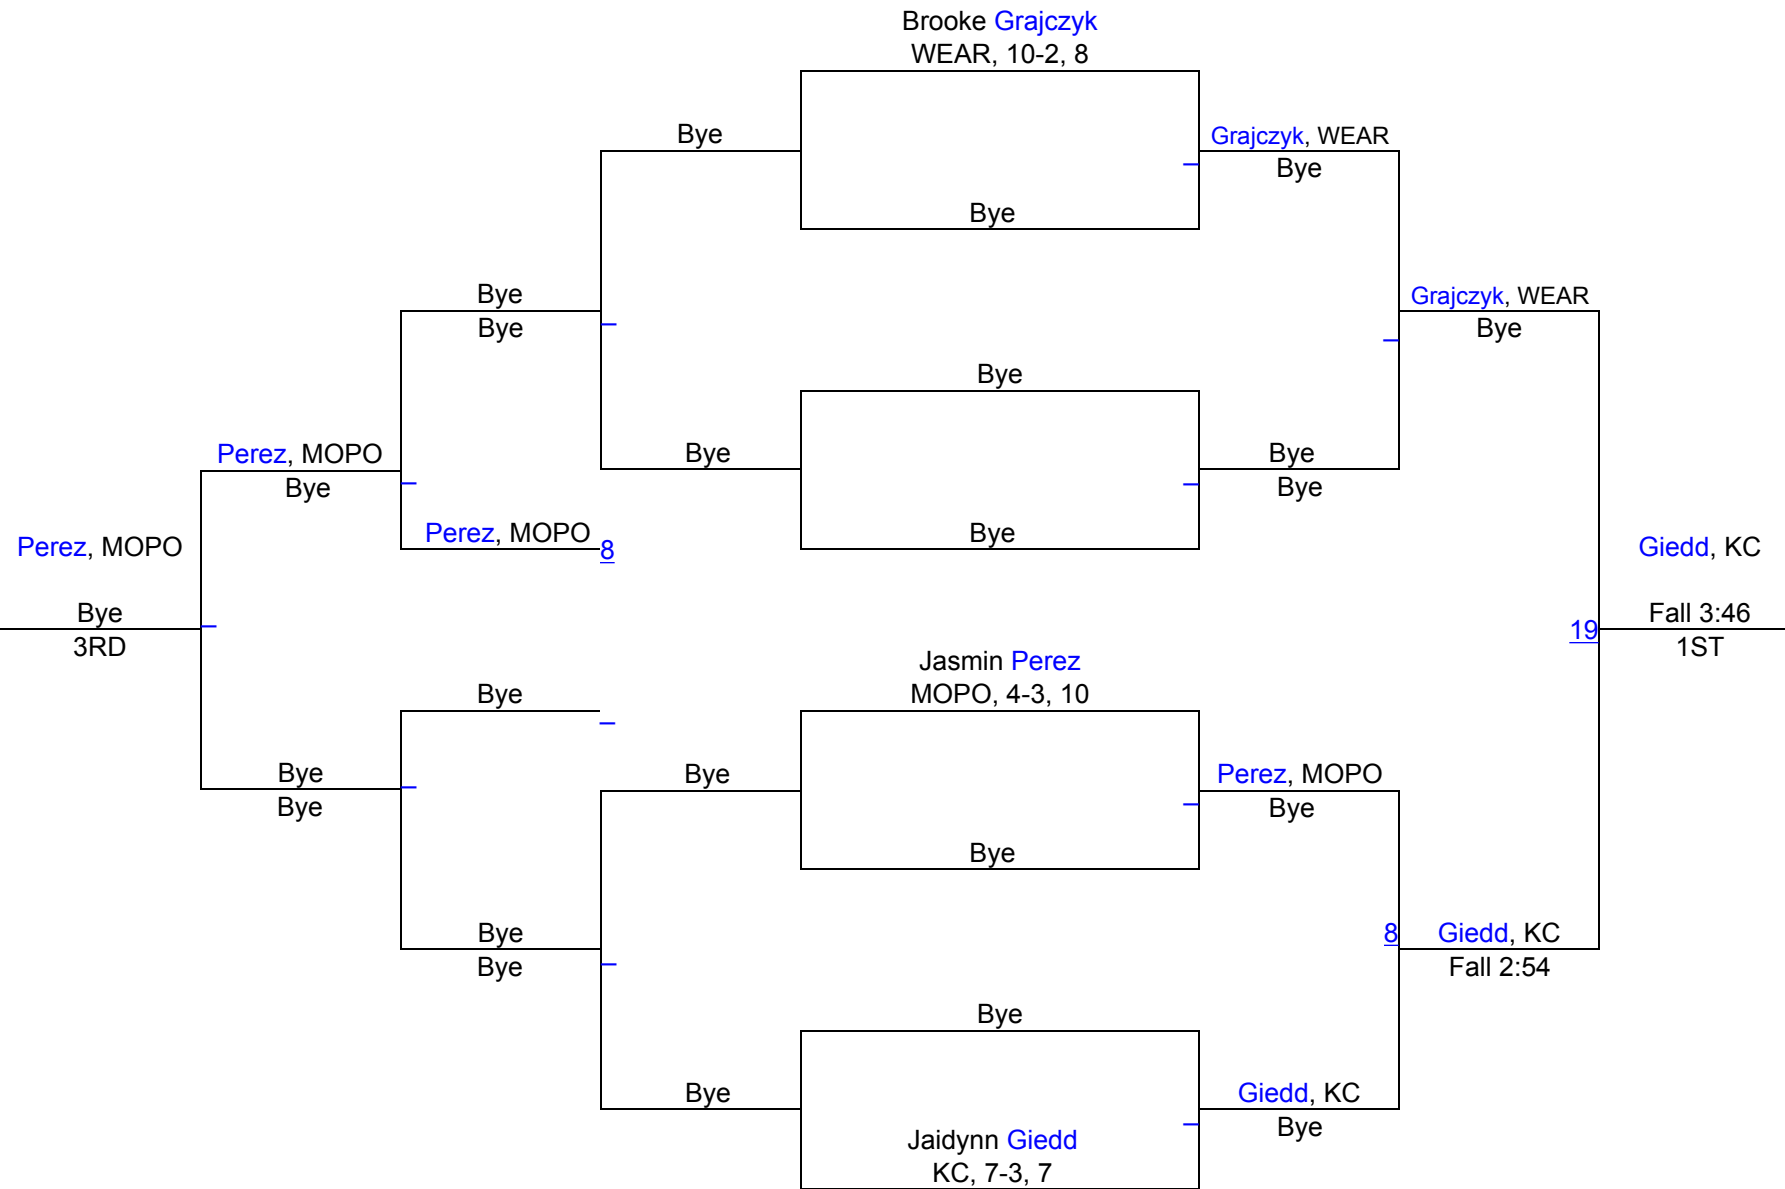 Brooke Grajczyk
WEAR, 10-2, 8
Bye
Grajczyk, WEAR
Bye
Bye
Bye
Bye
Grajczyk, WEAR
Bye
Bye
Perez, MOPO
Bye
Bye
Bye
Bye
Bye
Perez, MOPO
8
Perez, MOPO
Bye
3RD
Giedd, KC
Fall 3:46
19
1ST
Jasmin Perez
MOPO, 4-3, 10
Bye
Bye
Bye
Bye
Perez, MOPO
Bye
Bye
Bye
Bye
8
Giedd, KC
Fall 2:54
Bye
Bye
Giedd, KC
Bye
Jaidynn Giedd
KC, 7-3, 7